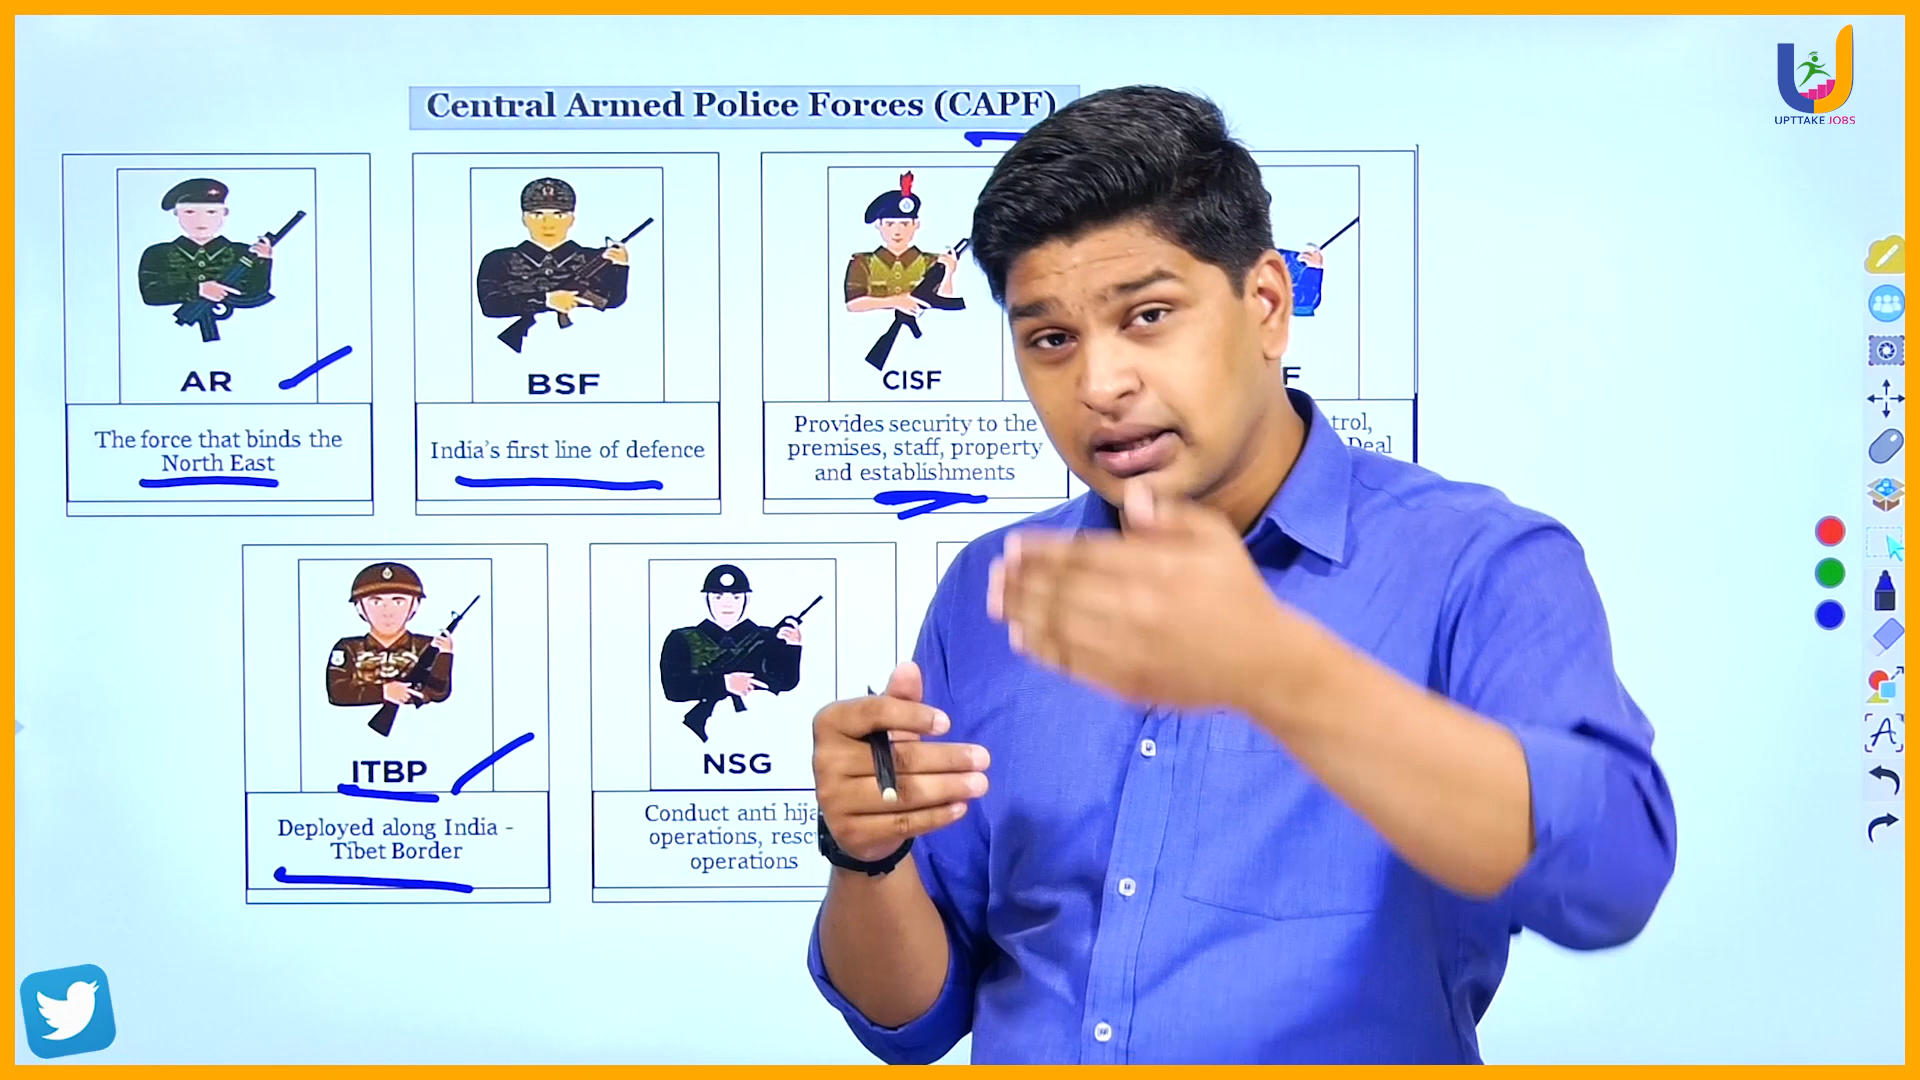 Central Armed Police Forces (CAPF)
UPTTAKE JOBS
AR
The force that binds the
North East
BSF
India's first line of defence
CISF
Provides security to the
premises, staff, property
and establishments
F
trol,
Deal
ITBP
Deployed along India -
Tibet Border
NSG
Conduct anti hija
operations, resc
operations
A